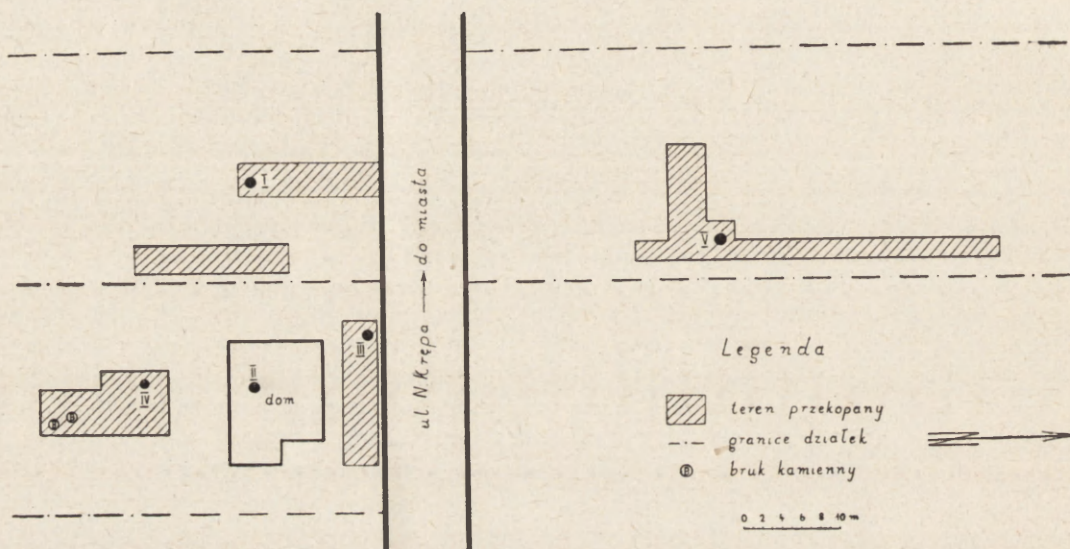 I
V
II
III
IV
dom
ul N. Krępa → do miasta
Legenda
teren przekopany
granice działek
B bruk kamienny
0 2 4 6 8 10 m
B B
N